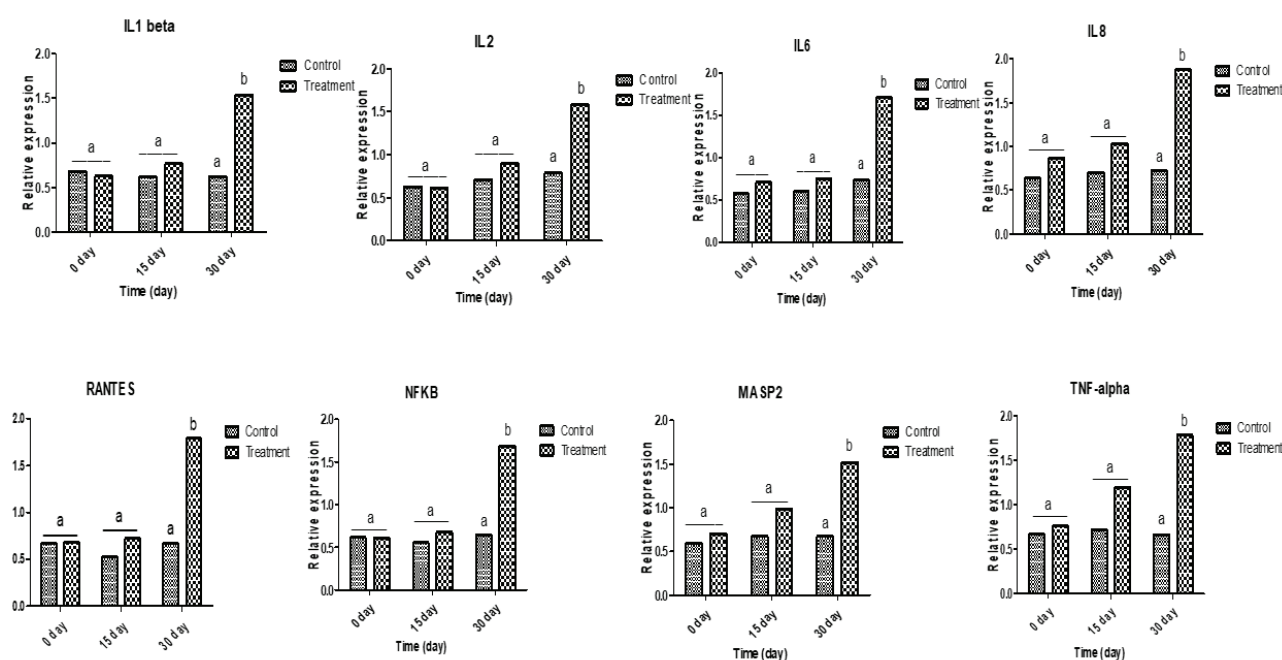 IL1 beta
2.0
1.5
1.0
0.5
0.0
Relative expression
a
a
a
b
0 day
15 day
30 day
Time (day)
Control
Treatment
IL2
2.0
1.5
1.0
0.5
0.0
Relative expression
a
a
a
b
0 day
15 day
30 day
Time (day)
Control
Treatment
IL6
2.0
1.5
1.0
0.5
0.0
Relative expression
a
a
a
b
0 day
15 day
30 day
Time (day)
Control
Treatment
IL8
2.0
1.5
1.0
0.5
0.0
Relative expression
a
a
a
b
0 day
15 day
30 day
Time (day)
Control
Treatment
RANTES
2.0
1.5
1.0
0.5
0.0
Relative expression
a
a
a
b
0 day
15 day
30 day
Time (day)
Control
Treatment
NFKB
2.0
1.5
1.0
0.5
0.0
Relative expression
a
a
a
b
0 day
15 day
30 day
Time (day)
Control
Treatment
MASP2
2.0
1.5
1.0
0.5
0.0
Relative expression
a
a
a
b
0 day
15 day
30 day
Time (day)
Control
Treatment
TNF-alpha
2.0
1.5
1.0
0.5
0.0
Relative expression
a
a
a
b
0 day
15 day
30 day
Time (day)
Control
Treatment